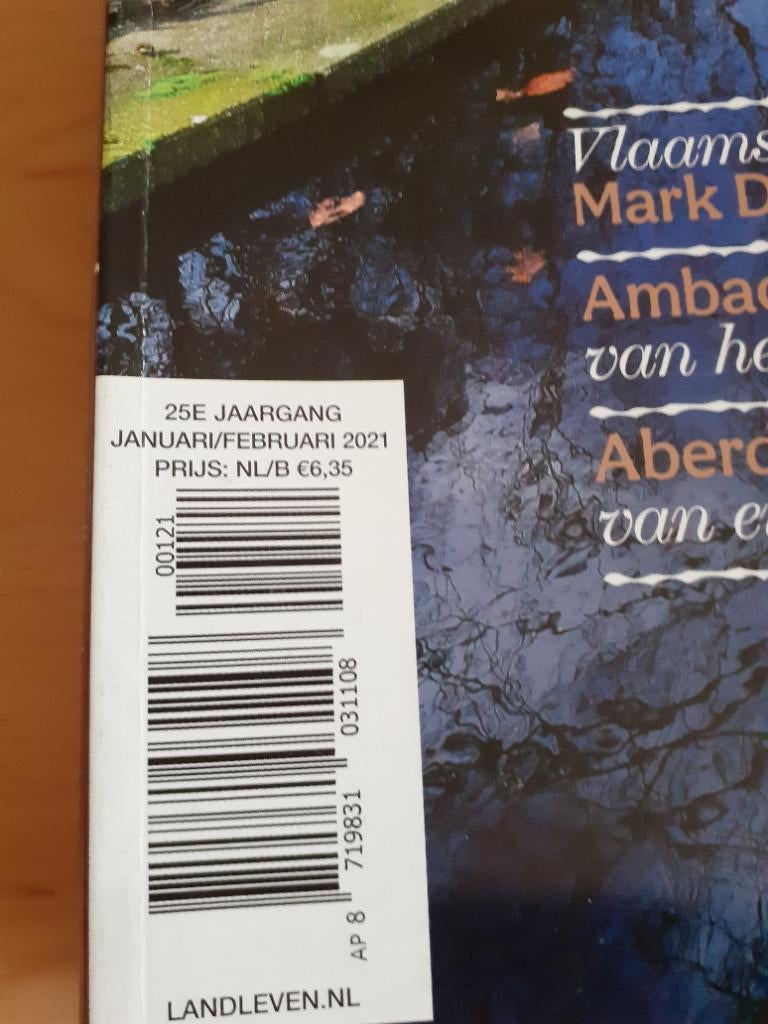 Vlaams
Mark D
Ambac
van he
Aberd
van e
25E JAARGANG
JANUARI/FEBRUARI 2021
PRIJS: NL/B €6,35
00121
AP 8 719831 031108
LANDLEVEN.NL